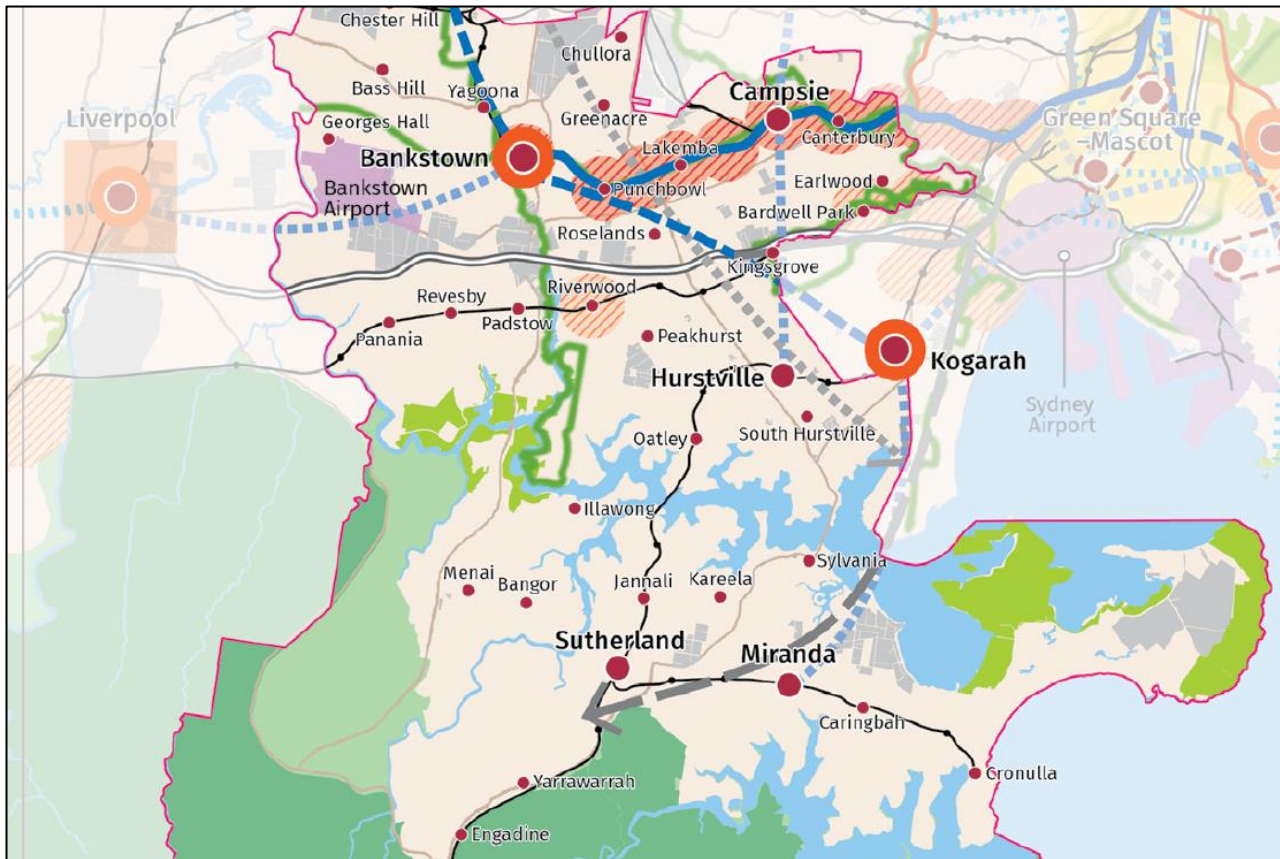 Chester Hill
Chullora
Bass Hill
Yagoona
Campsie
Liverpool
Georges Hall
Greenacre
Canterbury
Green Square
–Mascot
Bankstown
Lakemba
Punchbowl
Earlwood
Bankstown
Airport
Bardwell Park
Roselands
Kingsgrove
Riverwood
Revesby
Padstow
Panania
Peakhurst
Kogarah
Hurstville
Sydney
Airport
South Hurstville
Oatley
Illawong
Sylvania
Menai
Bangor
Jannali
Kareela
Sutherland
Miranda
Caringbah
Cronulla
Yarrawarrah
Engadine